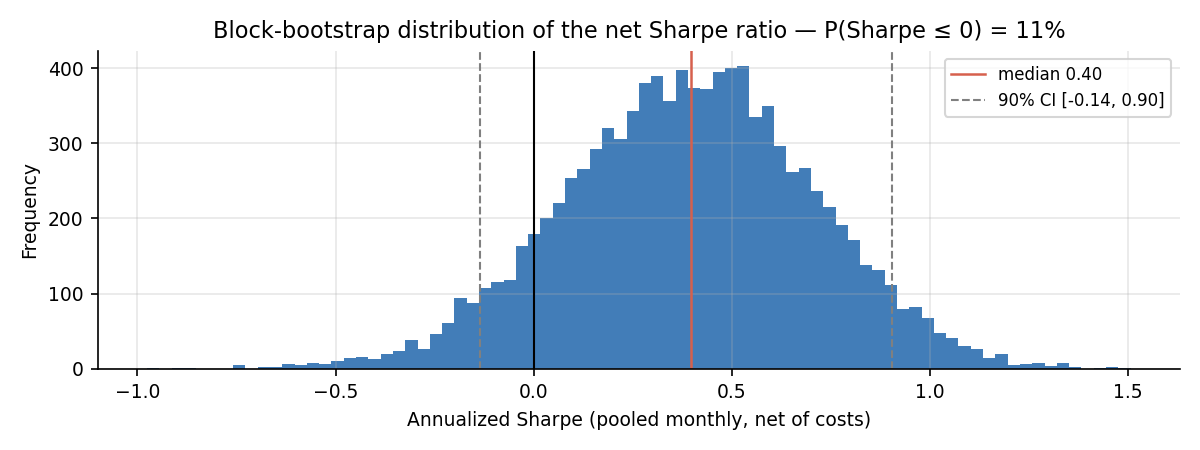 Block-bootstrap distribution of the net Sharpe ratio — P(Sharpe ≤ 0) = 11%
median 0.40
90% CI [-0.14, 0.90]
Frequency
400
300
200
100
0
−1.0 −0.5 0.0 0.5 1.0 1.5
Annualized Sharpe (pooled monthly, net of costs)